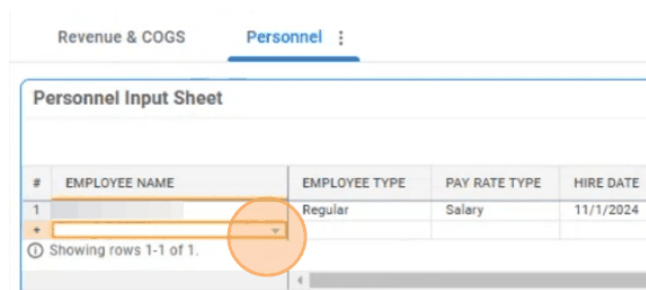 Revenue & COGS Personnel
Personnel Input Sheet
# EMPLOYEE NAME EMPLOYEE TYPE PAY RATE TYPE HIRE DATE
1 Regular Salary 11/1/2024
+
Showing rows 1-1 of 1.